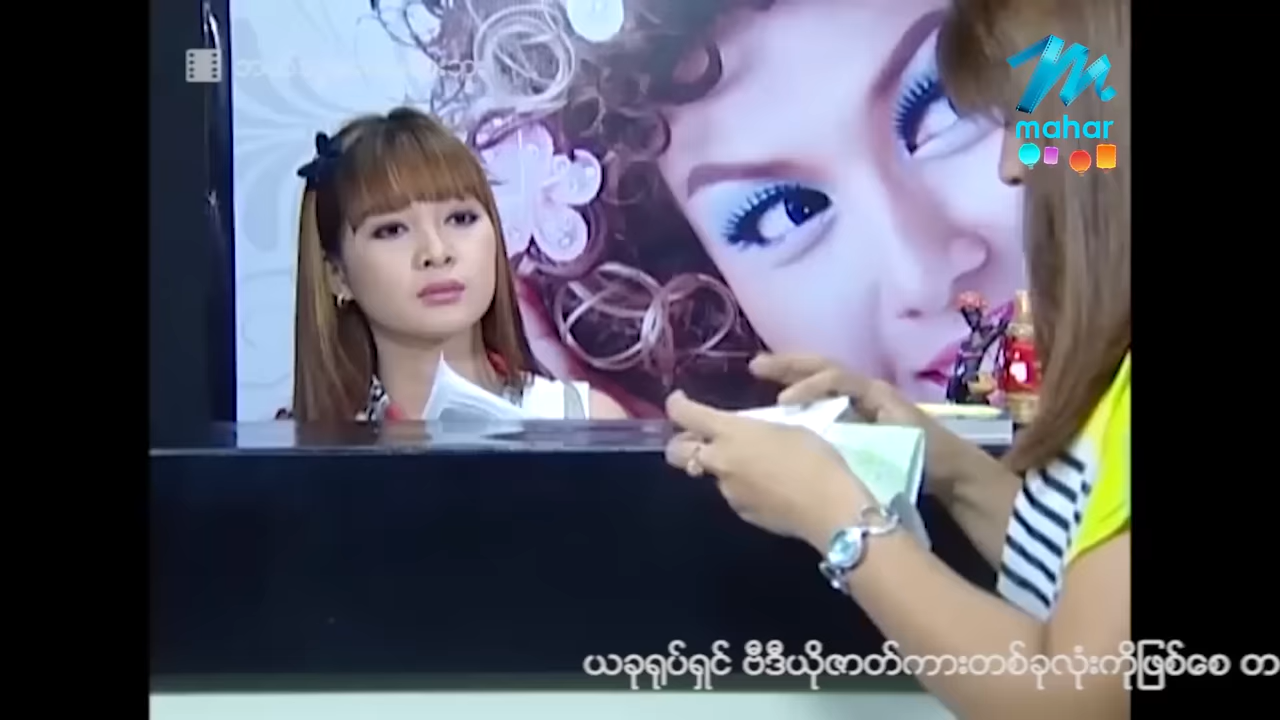 mahar
ယခုရုပ်ရှင် ဗီဒီယိုဇာတ်ကားတစ်ခုလုံးကိုဖြစ်စေ တ